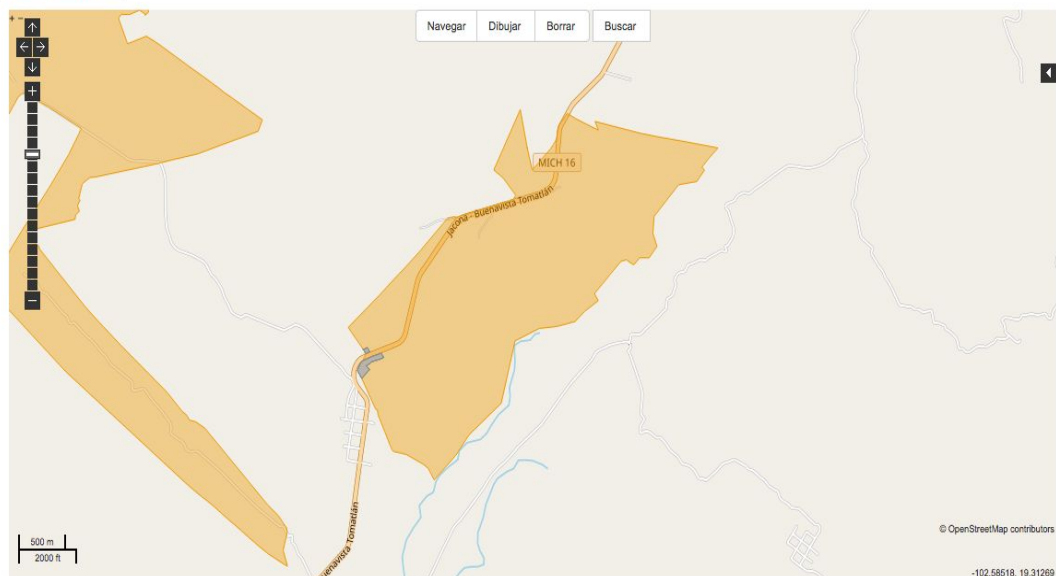 Navegar Dibujar Borrar Buscar
MICH 16
Jacona - Buenavista Tomatlán
uenavista Tomatlán
500 m
2000 ft
© OpenStreetMap contributors
-102.58518, 19.31269